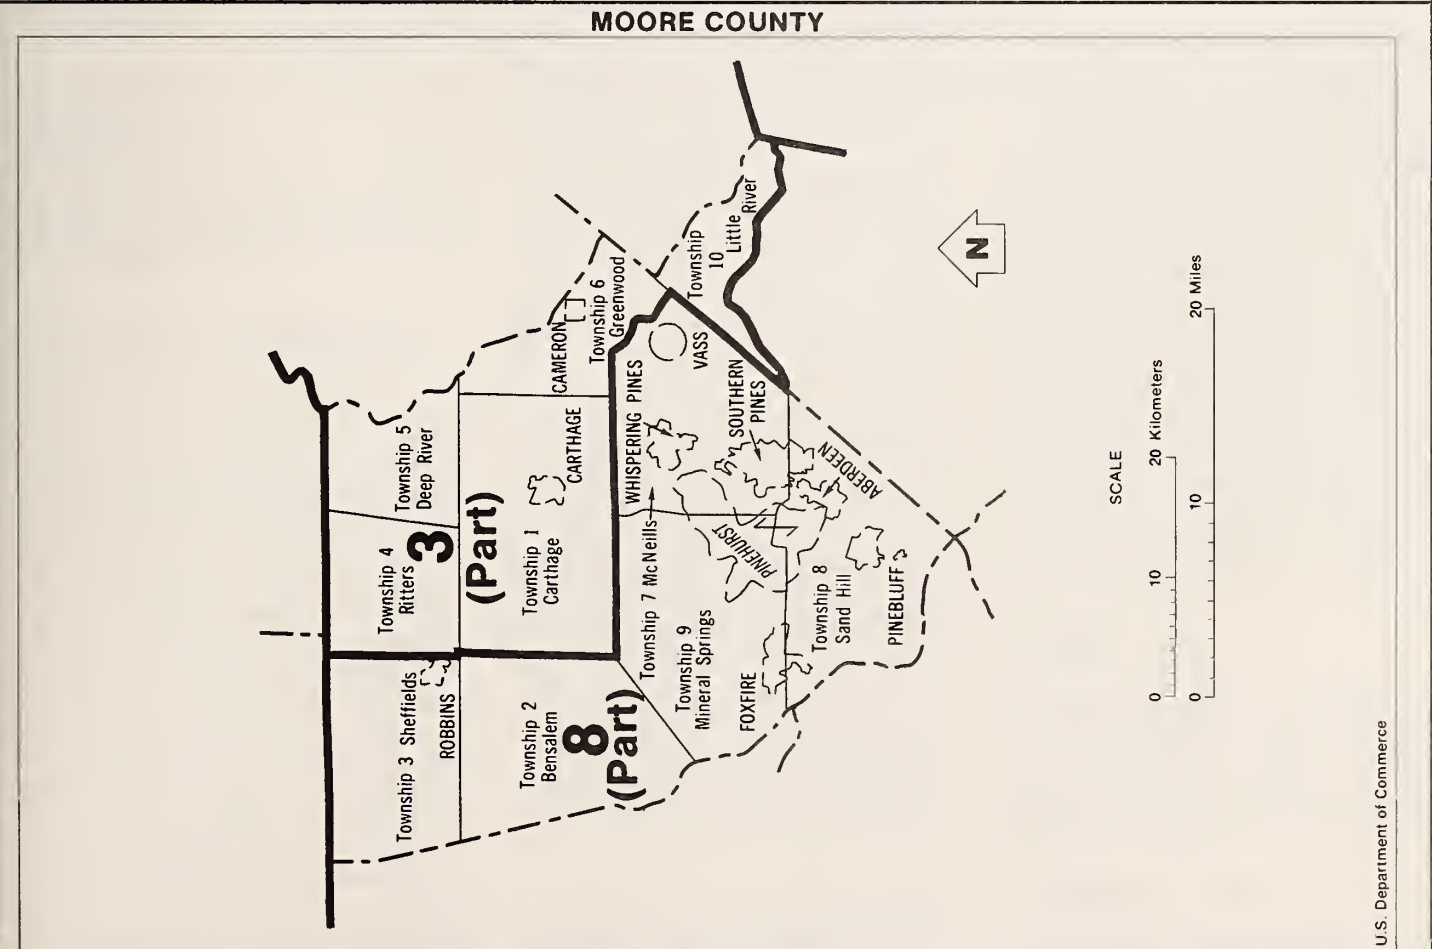 MOORE COUNTY
Township 3 Sheffields
ROBBINS
Township 4
Ritters
Township 5
Deep River
3
(Part)
Township 1
Carthage
CARTHAGE
CAMERON
Township 6
Greenwood
Township 2
Bensalem
8
(Part)
Township 7 McNeills
WHISPERING PINES
VASS
Township
10
Little
River
Township 9
Mineral Springs
PINEHURST
SOUTHERN
PINES
FOXFIRE
Township 8
Sand Hill
ABERDEEN
PINEBLUFF
N
SCALE
0 10 20 Kilometers
0 10 20 Miles
U.S. Department of Commerce